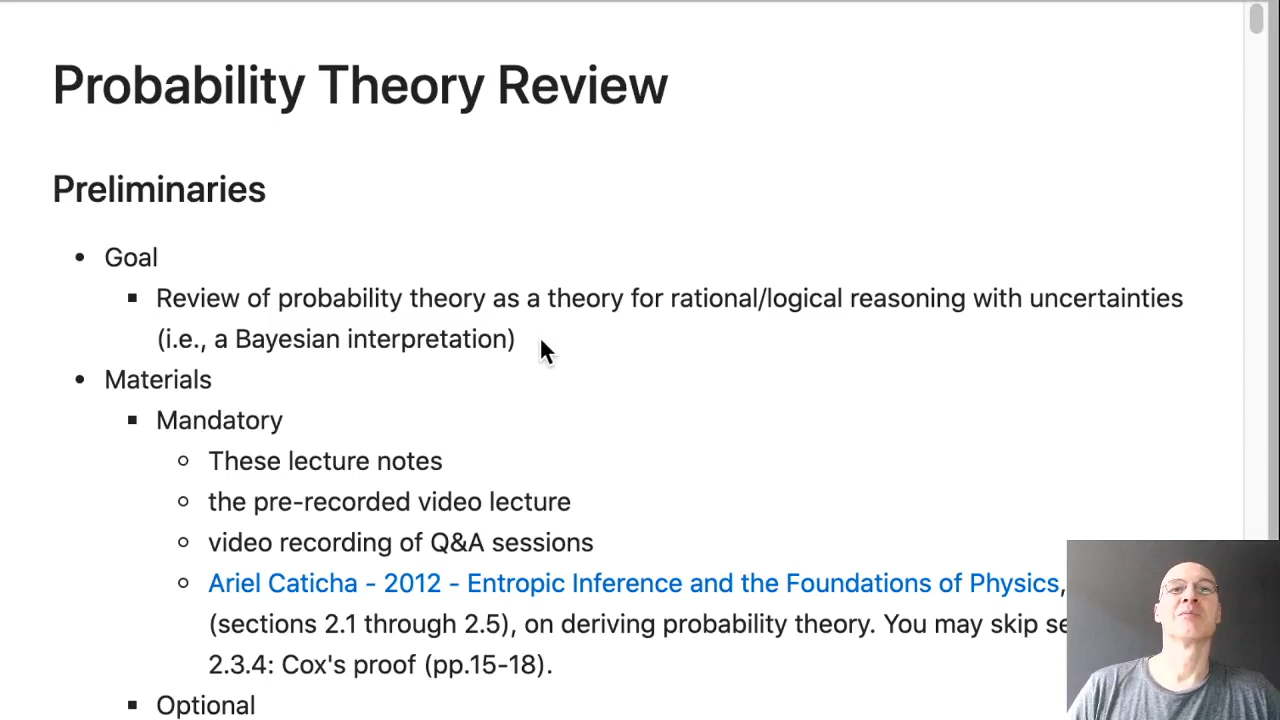 Probability Theory Review
Preliminaries
Goal
Review of probability theory as a theory for rational/logical reasoning with uncertainties
(i.e., a Bayesian interpretation)
Materials
Mandatory
These lecture notes
the pre-recorded video lecture
video recording of Q&A sessions
Ariel Caticha - 2012 - Entropic Inference and the Foundations of Physics,
(sections 2.1 through 2.5), on deriving probability theory. You may skip
2.3.4: Cox's proof (pp.15-18).
Optional